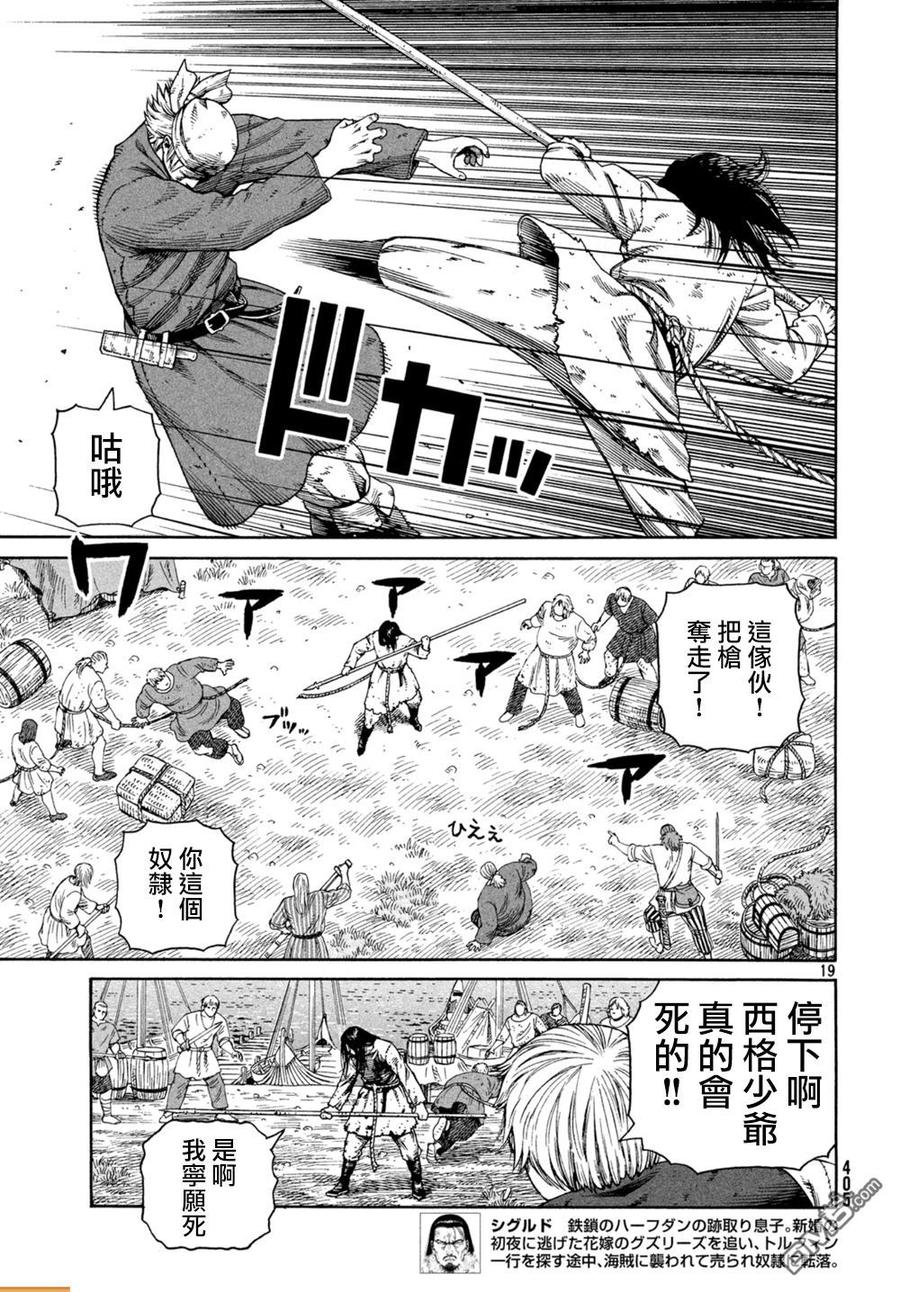 ドカッ
咕哦
ワァァァ
這傢伙！
把槍
奪走了！
ブッ
ひえぇ
你這個
奴隸！
19
停下啊
西格少爺
真的會
死的!!
是啊
我寧願死
405
シグルド　鉄鎖のハーフダンの跡取り息子。新婚の
初夜に逃げた花嫁のグズリーズを追い、トルフィン
一行を探す途中、海賊に襲われて売られ奴隷に転落。